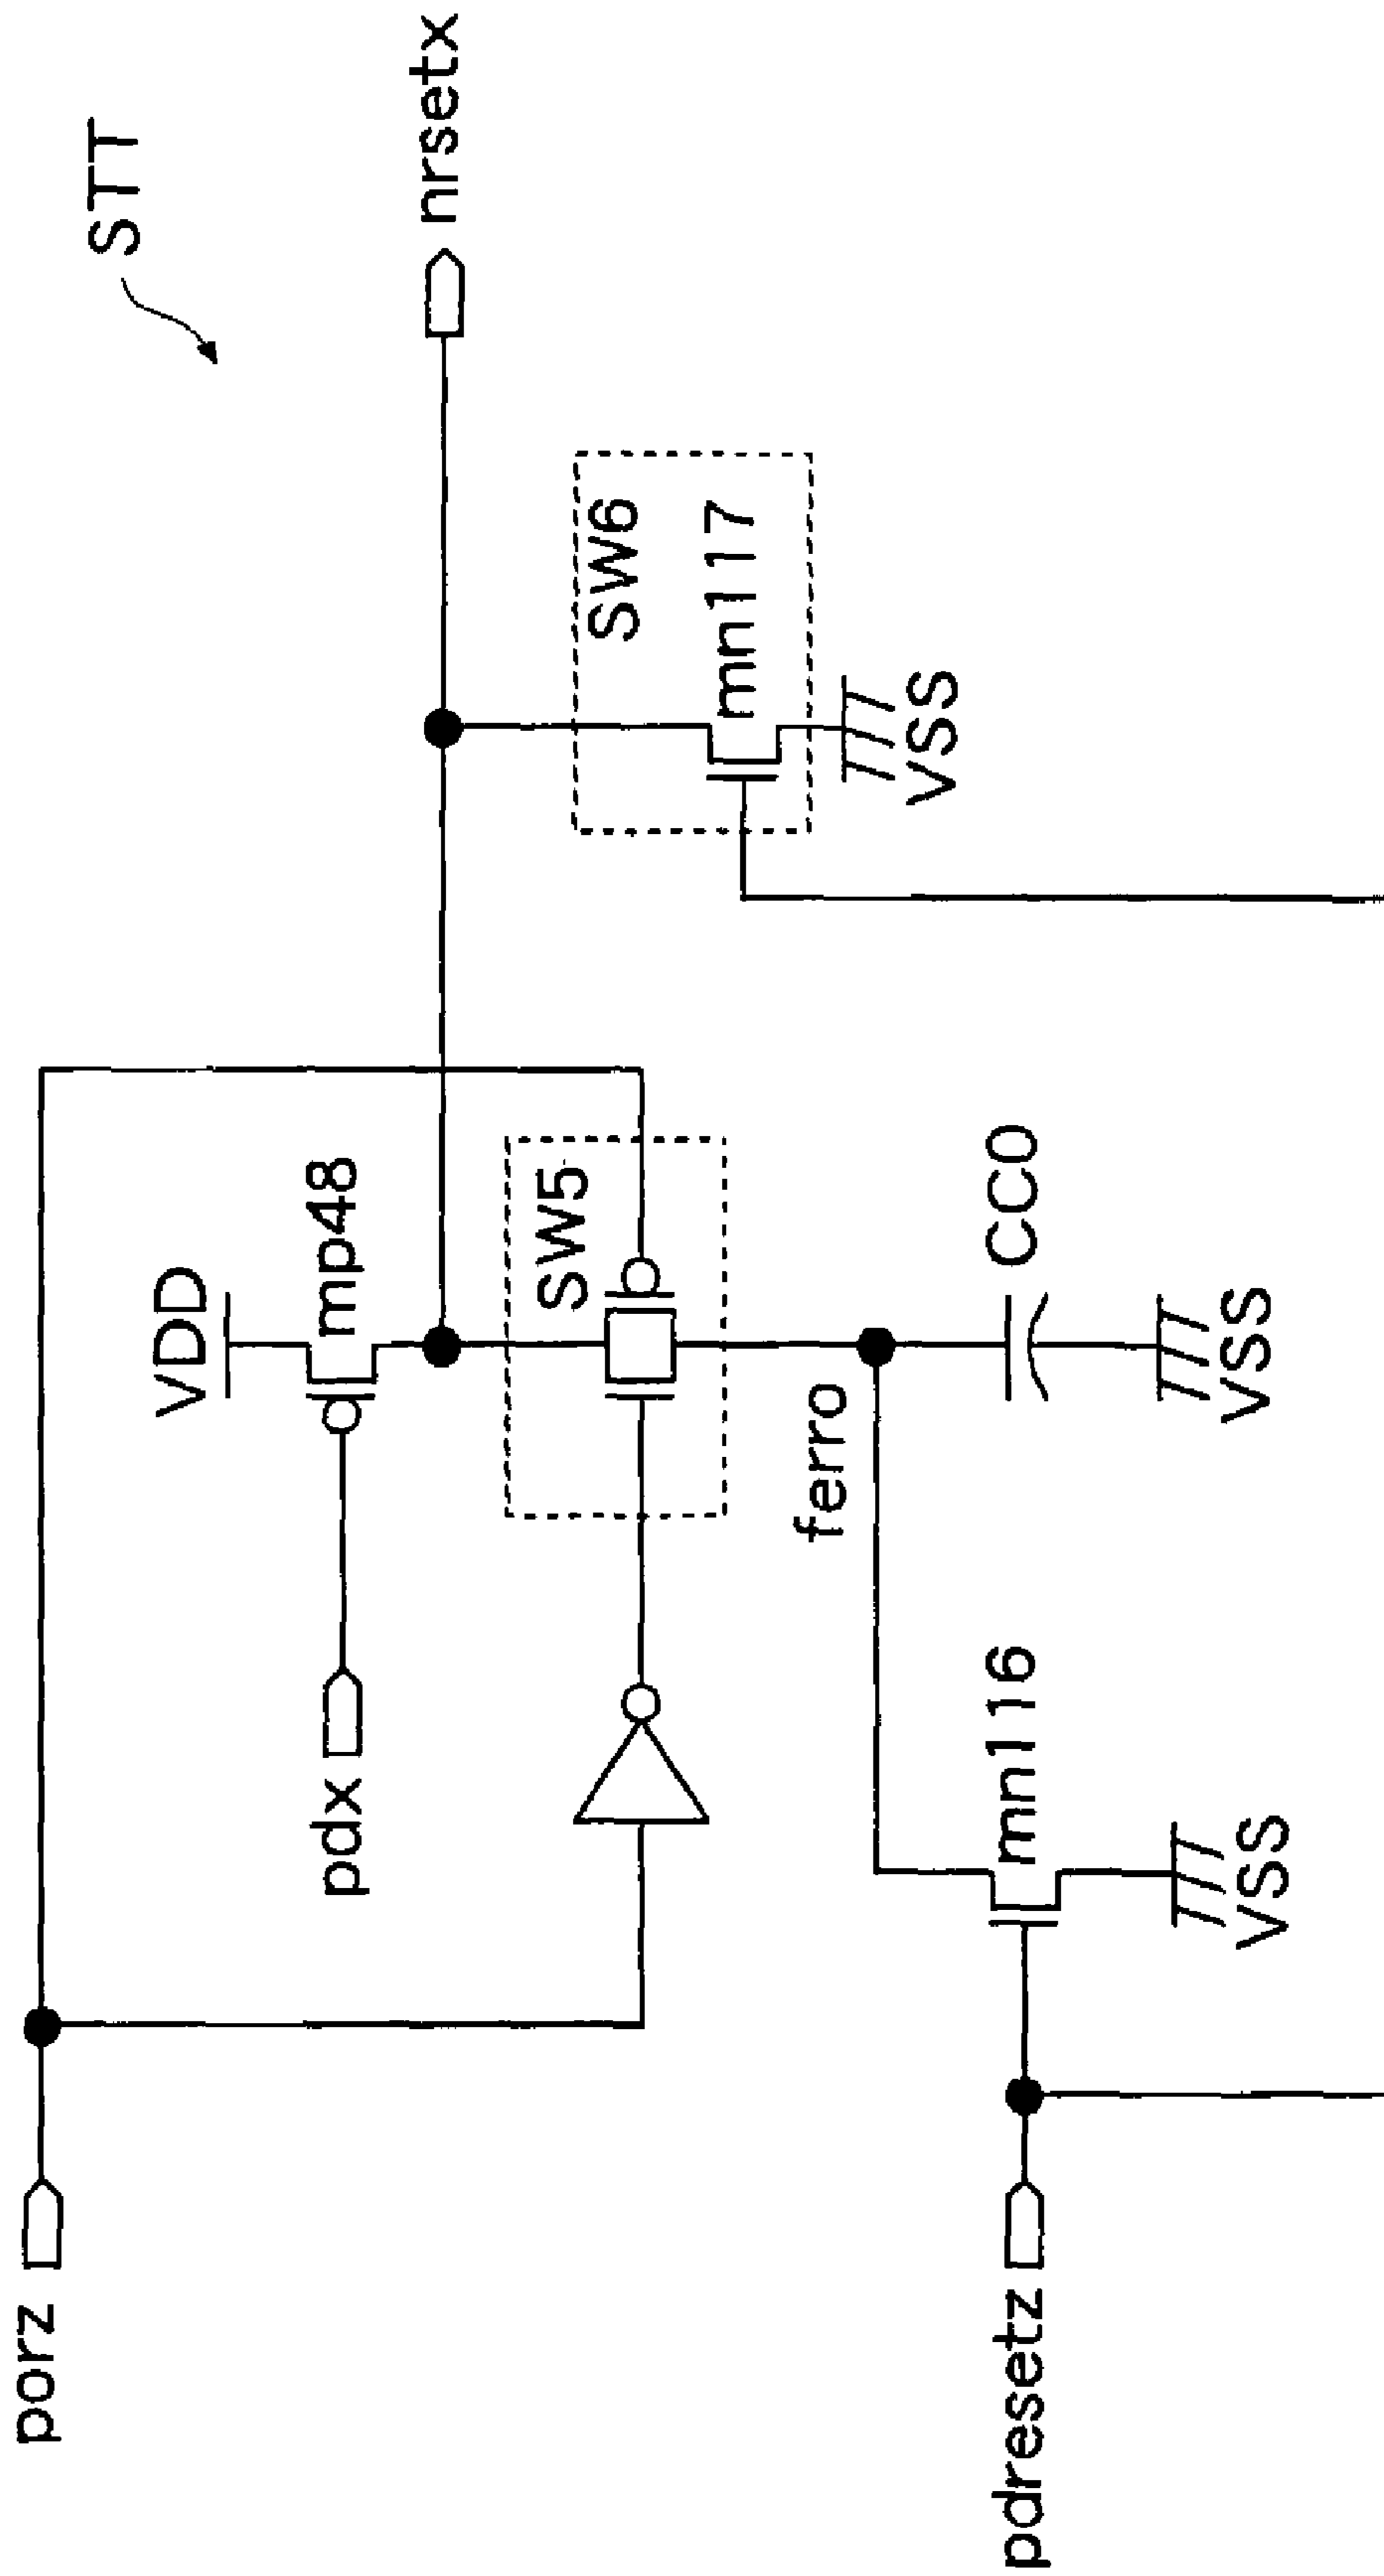 STT
porz
nrsetx
VDD
pdx
mp48
SW5
SW6
mn117
VSS
ferro
CC0
VSS
pdresetz
mn116
VSS